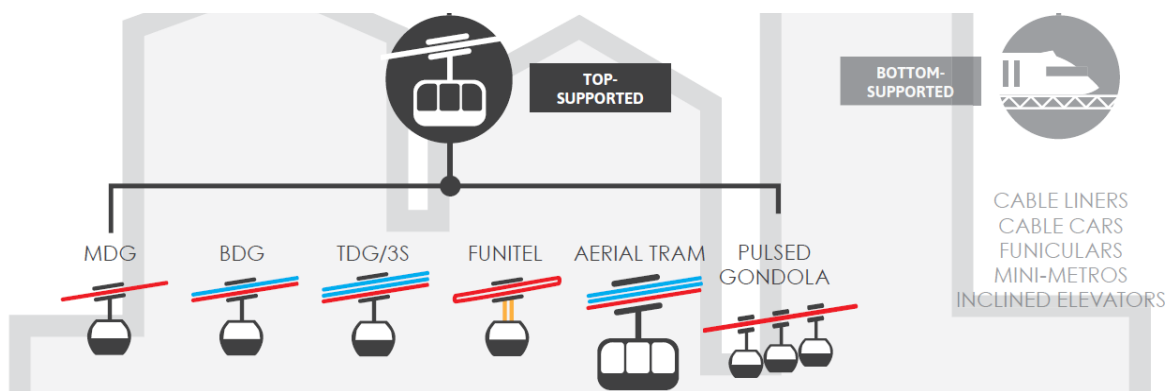 TOP-
SUPPORTED
BOTTOM-
SUPPORTED
MDG
BDG
TDG/3S
FUNITEL
AERIAL TRAM
PULSED
GONDOLA
CABLE LINERS
CABLE CARS
FUNICULARS
MINI-METROS
INCLINED ELEVATORS